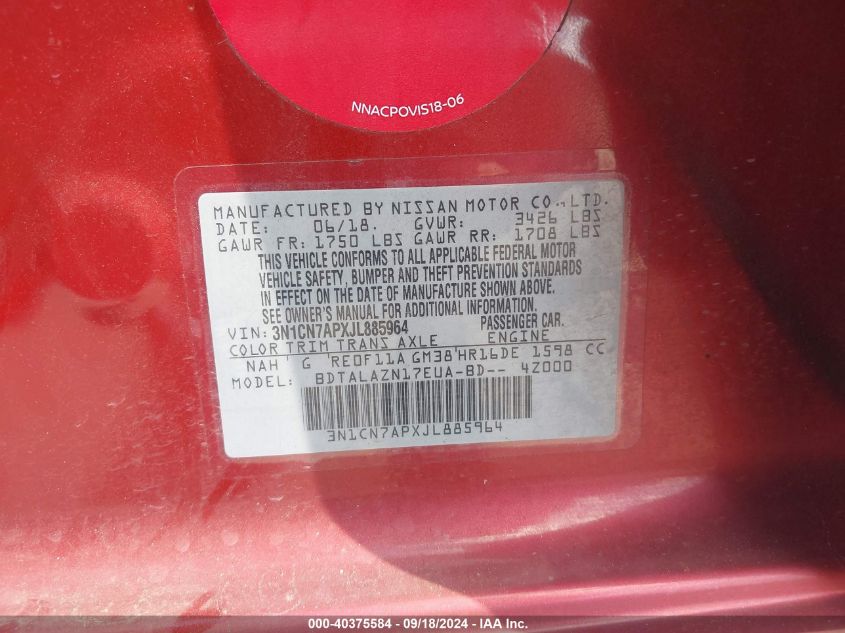 NNACPOVIS18-06
MANUFACTURED BY NISSAN MOTOR CO.,LTD.
DATE: 06/18. GVWR: 3426 LBS
GAWR FR: 1750 LBS GAWR RR: 1708 LBS
THIS VEHICLE CONFORMS TO ALL APPLICABLE FEDERAL MOTOR
VEHICLE SAFETY, BUMPER AND THEFT PREVENTION STANDARDS
IN EFFECT ON THE DATE OF MANUFACTURE SHOWN ABOVE.
SEE OWNER'S MANUAL FOR ADDITIONAL INFORMATION.
VIN: 3N1CN7APXJL885964 PASSENGER CAR.
COLOR TRIM TRANS AXLE ENGINE
NAH ' G 'RE0F11A GM38'HR16DE 1598 CC
MODEL: BDTALAZN17EUA-BD-- 4Z000
3N1CN7APXJL885964
000-40375584 - 09/18/2024 - IAA Holdings, LLC.